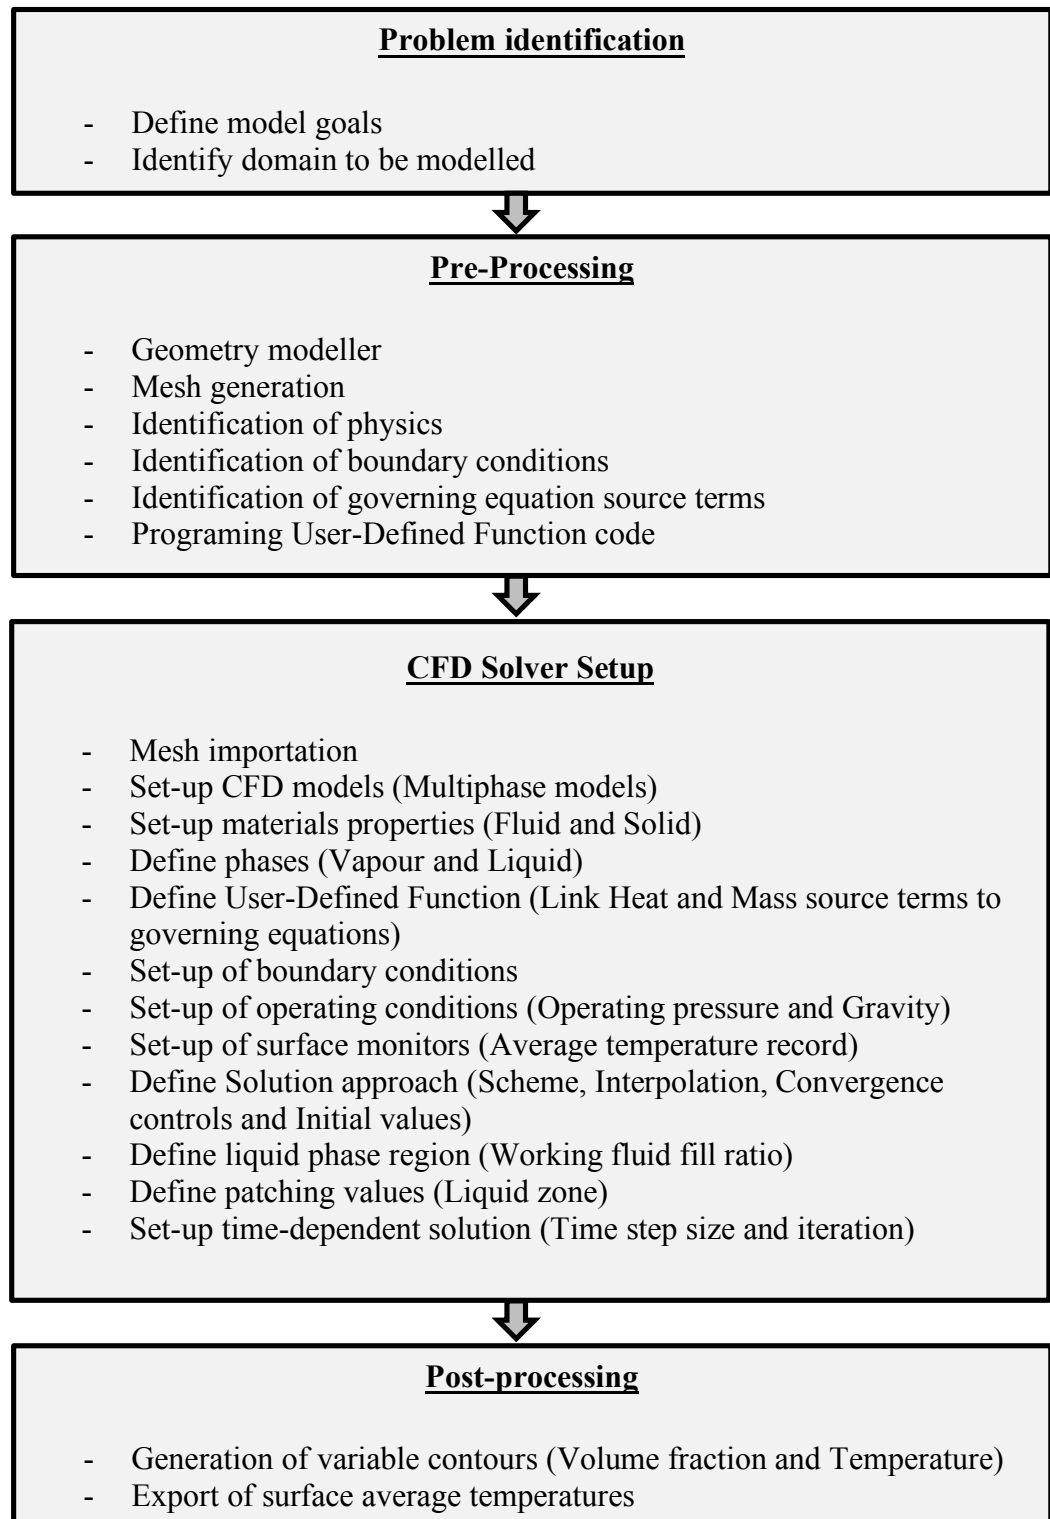 Problem identification
- Define model goals
- Identify domain to be modelled
Pre-Processing
- Geometry modeller
- Mesh generation
- Identification of physics
- Identification of boundary conditions
- Identification of governing equation source terms
- Programing User-Defined Function code
CFD Solver Setup
- Mesh importation
- Set-up CFD models (Multiphase models)
- Set-up materials properties (Fluid and Solid)
- Define phases (Vapour and Liquid)
- Define User-Defined Function (Link Heat and Mass source terms to
governing equations)
- Set-up of boundary conditions
- Set-up of operating conditions (Operating pressure and Gravity)
- Set-up of surface monitors (Average temperature record)
- Define Solution approach (Scheme, Interpolation, Convergence
controls and Initial values)
- Define liquid phase region (Working fluid fill ratio)
- Define patching values (Liquid zone)
- Set-up time-dependent solution (Time step size and iteration)
Post-processing
- Generation of variable contours (Volume fraction and Temperature)
- Export of surface average temperatures